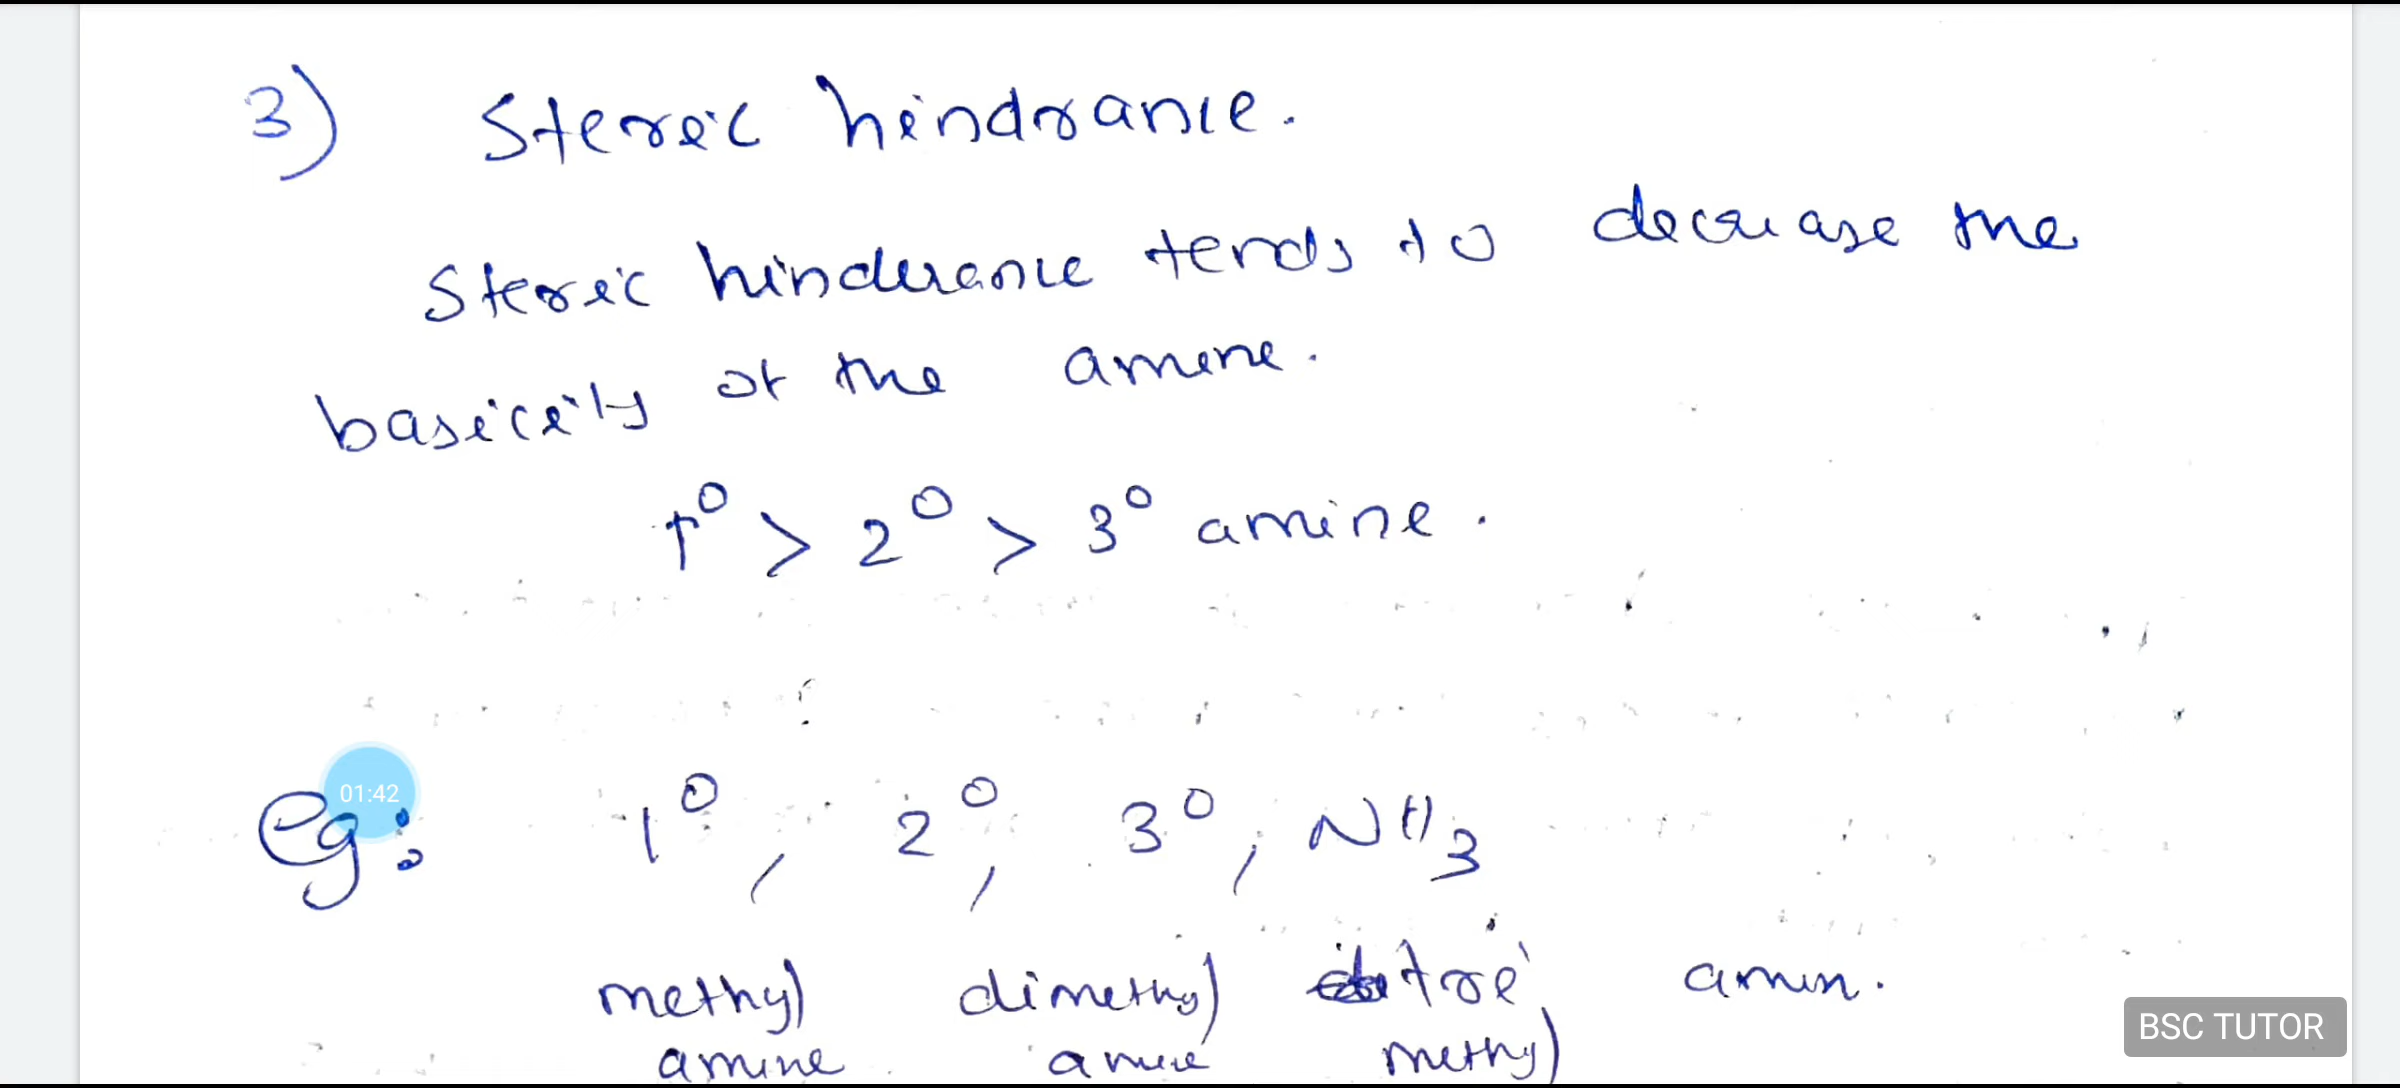 3) Steric hindrance.
Steric hinderance tends to decrease the
basicity of the amine.
1° > 2° > 3° amine.
01:42
eg: 1°, 2°, 3°, NH3
methyl dimethyl tri amin.
amine amine methyl
BSC TUTOR